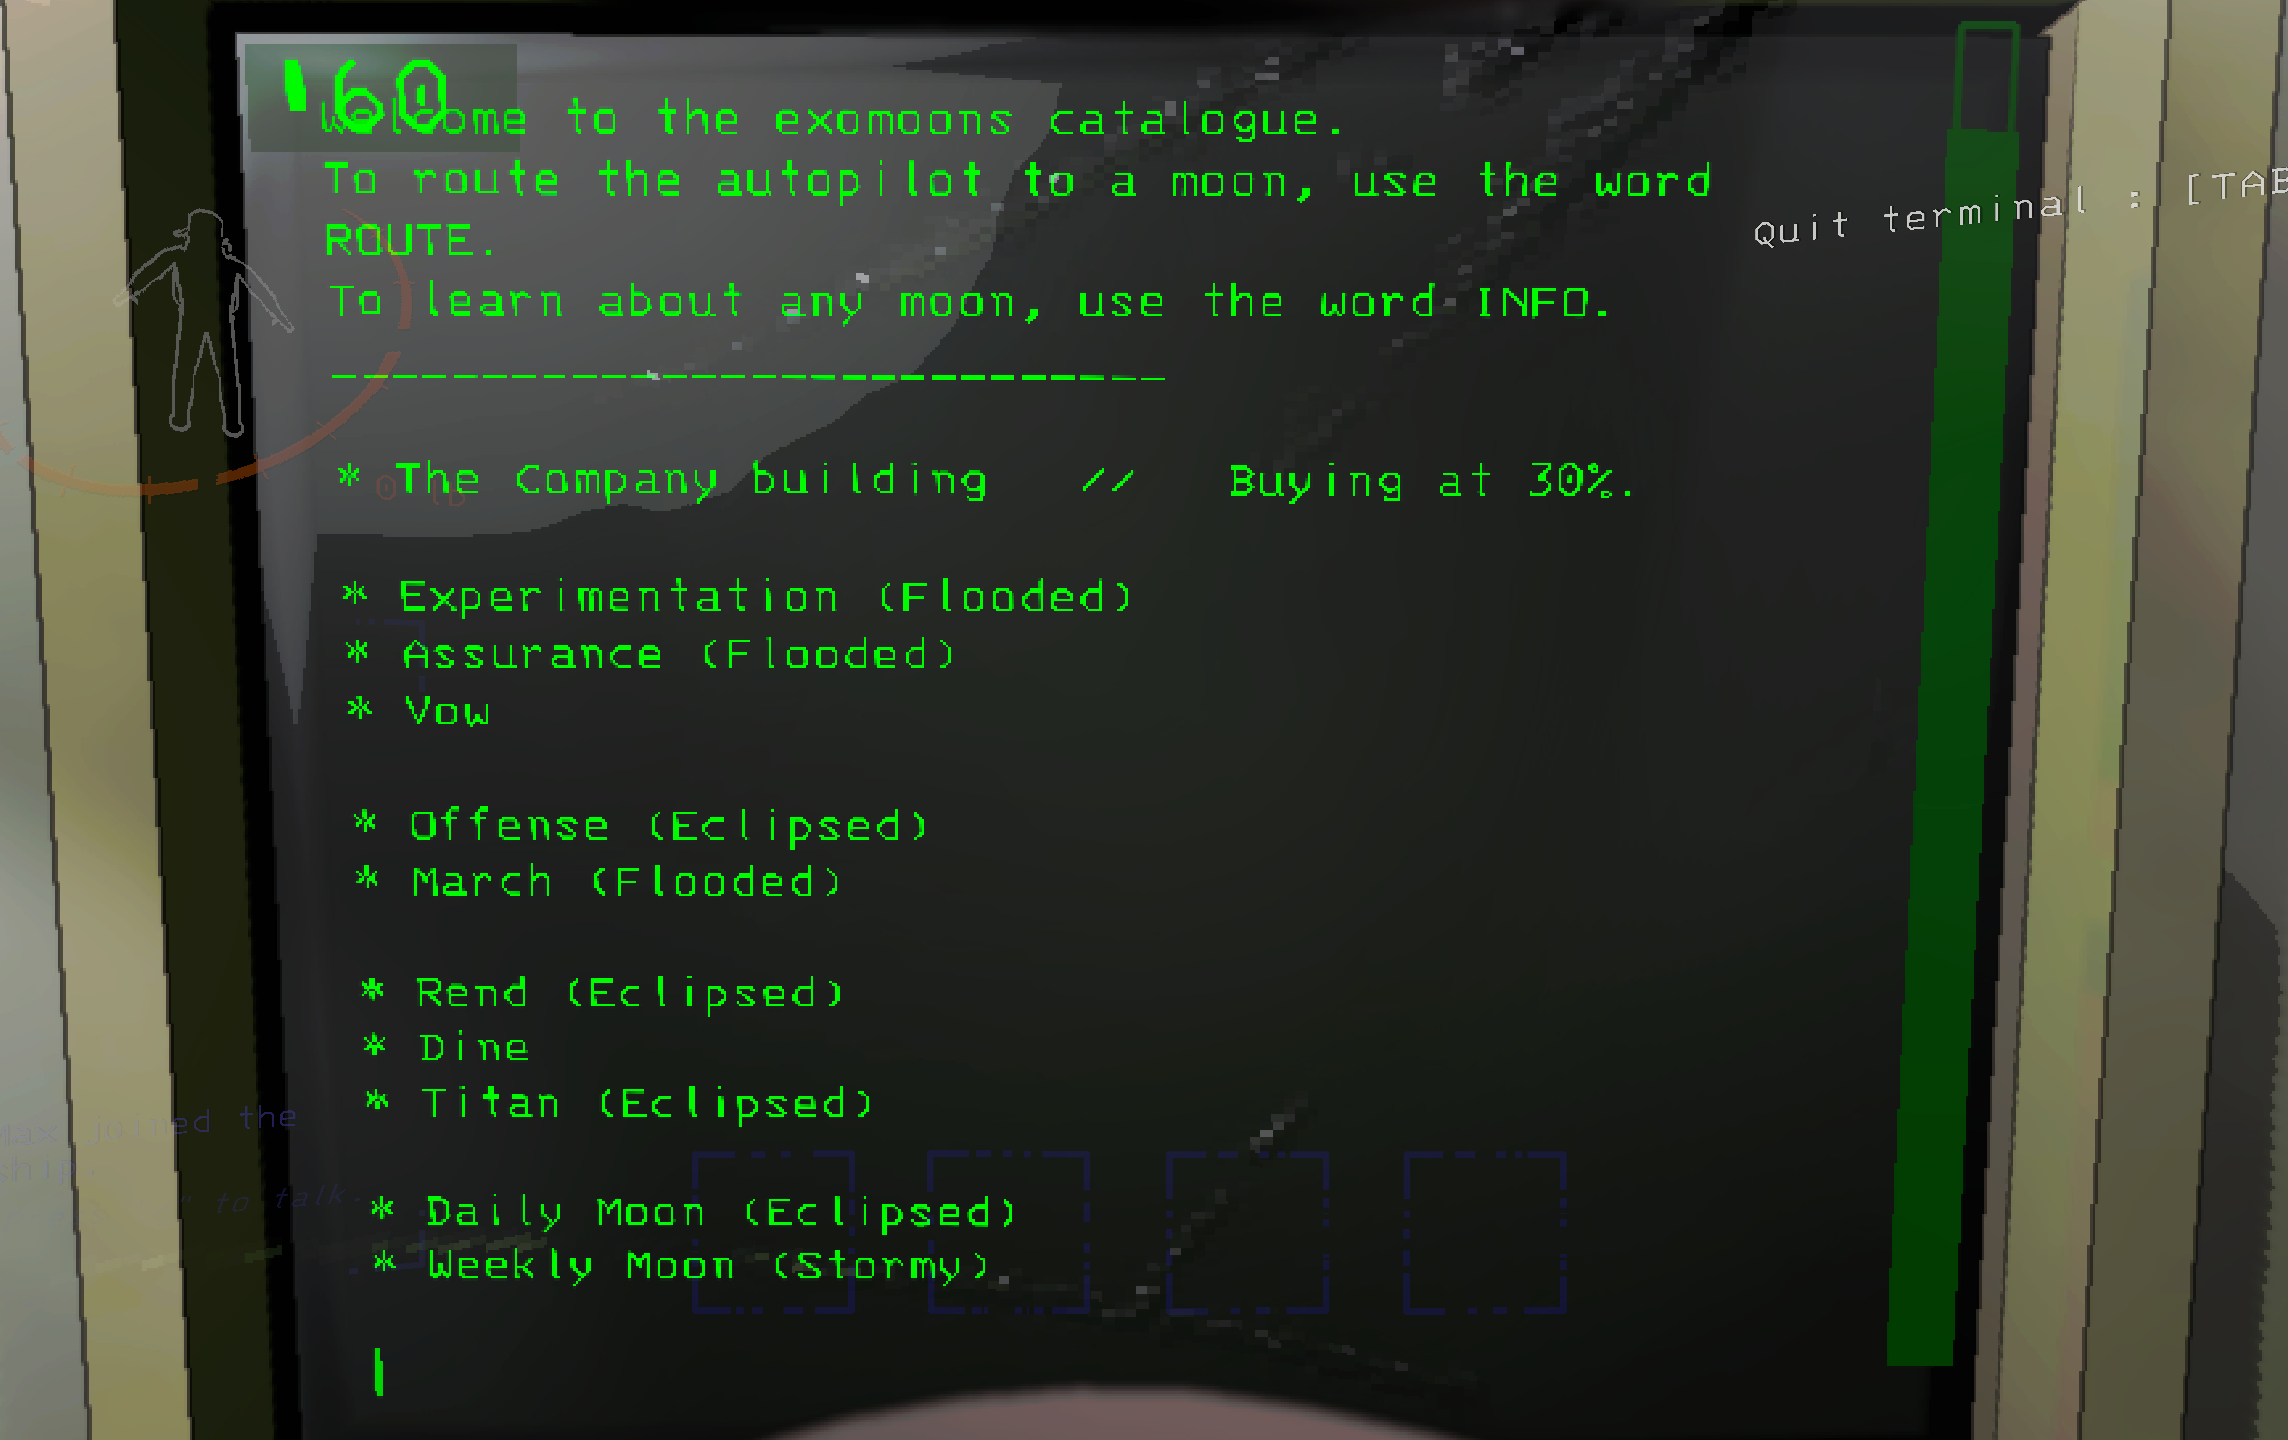 '60
Welcome to the exomoons catalogue.
To route the autopilot to a moon, use the word
ROUTE.
To learn about any moon, use the word INFO.
----------------------------
* The Company building // Buying at 30%.
* Experimentation (Flooded)
* Assurance (Flooded)
* Vow
* Offense (Eclipsed)
* March (Flooded)
* Rend (Eclipsed)
* Dine
* Titan (Eclipsed)
* Daily Moon (Eclipsed)
* Weekly Moon (Stormy)
Quit terminal : [TAB
0 lb
Max joined the
ship.
" to talk.